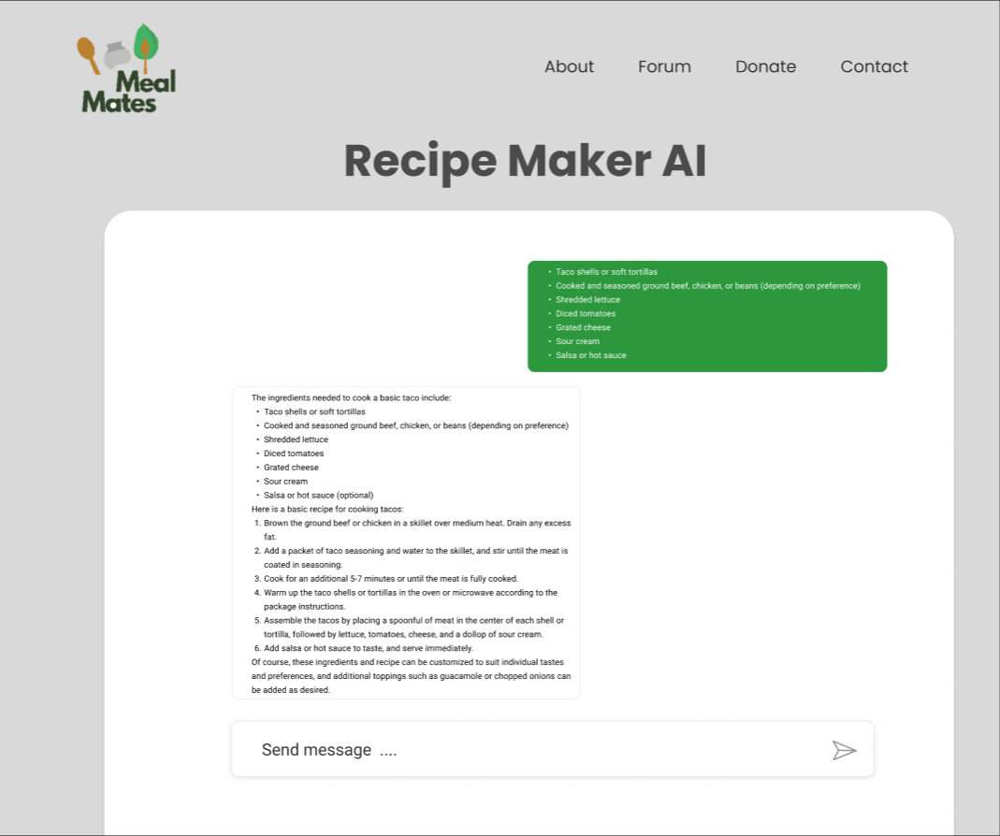 Meal
Mates
About Forum Donate Contact
Recipe Maker AI
• Taco shells or soft tortillas
• Cooked and seasoned ground beef, chicken, or beans (depending on preference)
• Shredded lettuce
• Diced tomatoes
• Grated cheese
• Sour cream
• Salsa or hot sauce
The ingredients needed to cook a basic taco include:
• Taco shells or soft tortillas
• Cooked and seasoned ground beef, chicken, or beans (depending on preference)
• Shredded lettuce
• Diced tomatoes
• Grated cheese
• Sour cream
• Salsa or hot sauce (optional)
Here is a basic recipe for cooking tacos:
1. Brown the ground beef or chicken in a skillet over medium heat. Drain any excess
fat.
2. Add a packet of taco seasoning and water to the skillet, and stir until the meat is
coated in seasoning.
3. Cook for an additional 5-7 minutes or until the meat is fully cooked.
4. Warm up the taco shells or tortillas in the oven or microwave according to the
package instructions.
5. Assemble the tacos by placing a spoonful of meat in the center of each shell or
tortilla, followed by lettuce, tomatoes, cheese, and a dollop of sour cream.
6. Add salsa or hot sauce to taste, and serve immediately.
Of course, these ingredients and recipe can be customized to suit individual tastes
and preferences, and additional toppings such as guacamole or chopped onions can
be added as desired.
Send message ....